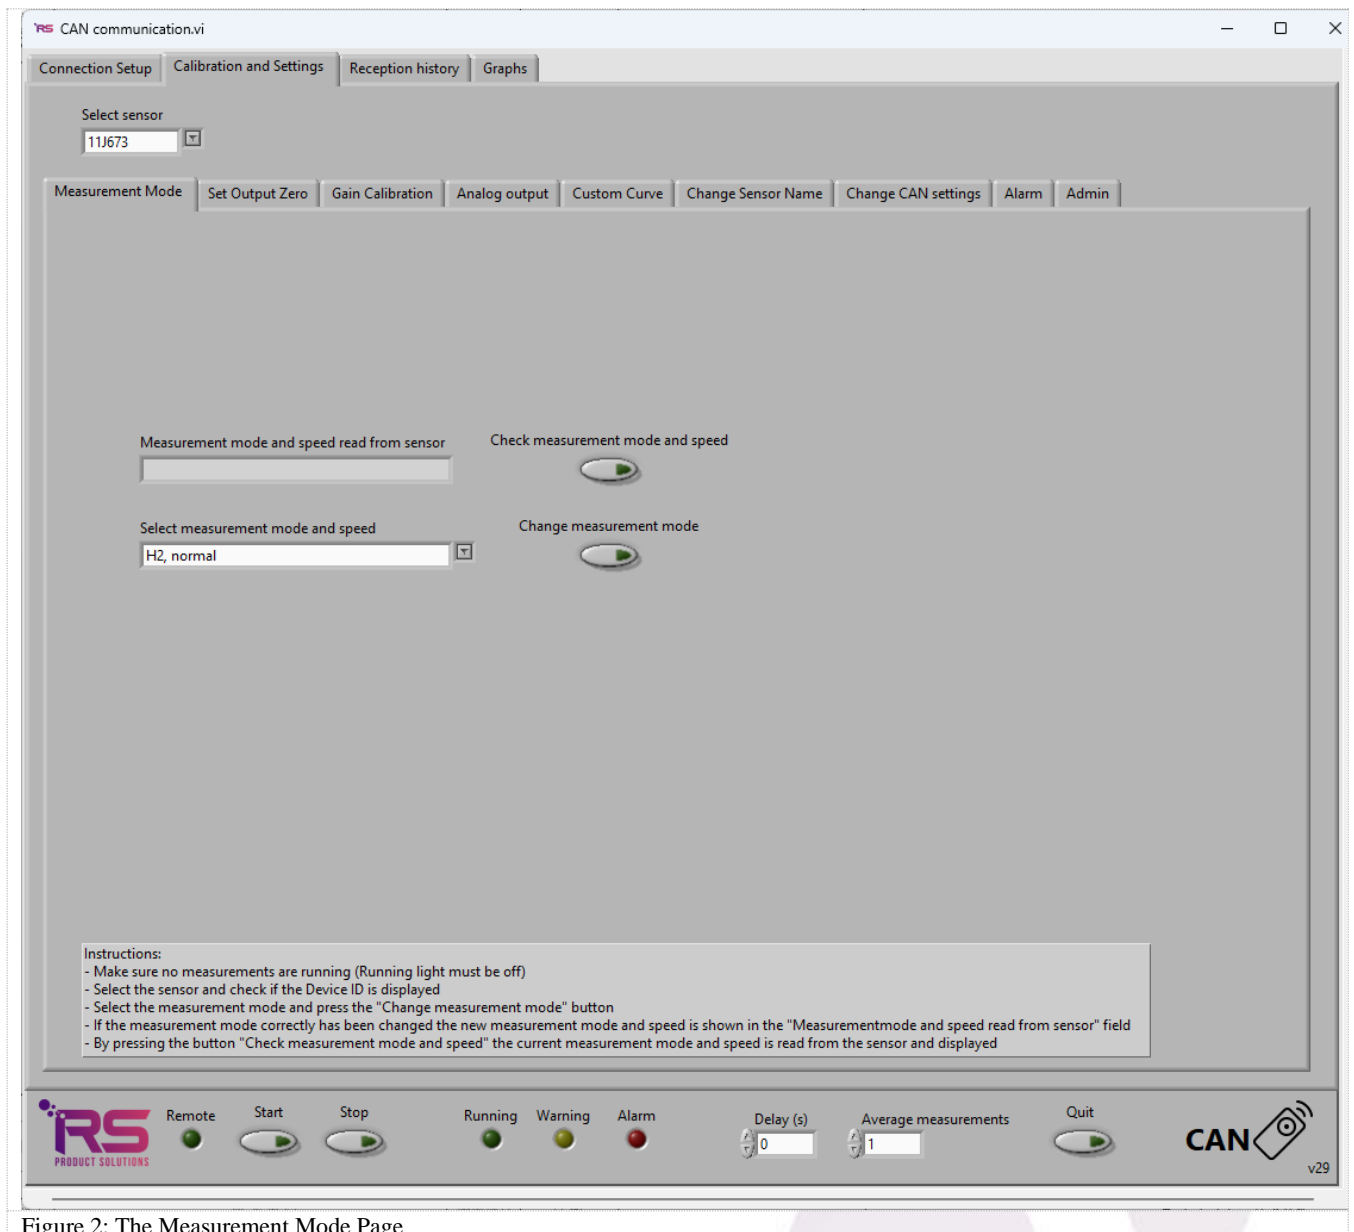 RS CAN communication.vi
Connection Setup Calibration and Settings Reception history Graphs
Select sensor
11J673
Measurement Mode Set Output Zero Gain Calibration Analog output Custom Curve Change Sensor Name Change CAN settings Alarm Admin
Measurement mode and speed read from sensor Check measurement mode and speed
Select measurement mode and speed Change measurement mode
H2, normal
Instructions:
- Make sure no measurements are running (Running light must be off)
- Select the sensor and check if the Device ID is displayed
- Select the measurement mode and press the "Change measurement mode" button
- If the measurement mode correctly has been changed the new measurement mode and speed is shown in the "Measurementmode and speed read from sensor" field
- By pressing the button "Check measurement mode and speed" the current measurement mode and speed is read from the sensor and displayed
RS
PRODUCT SOLUTIONS
Remote Start Stop Running Warning Alarm Delay (s) Average measurements Quit
0 1
CAN
v29
Figure 2: The Measurement Mode Page